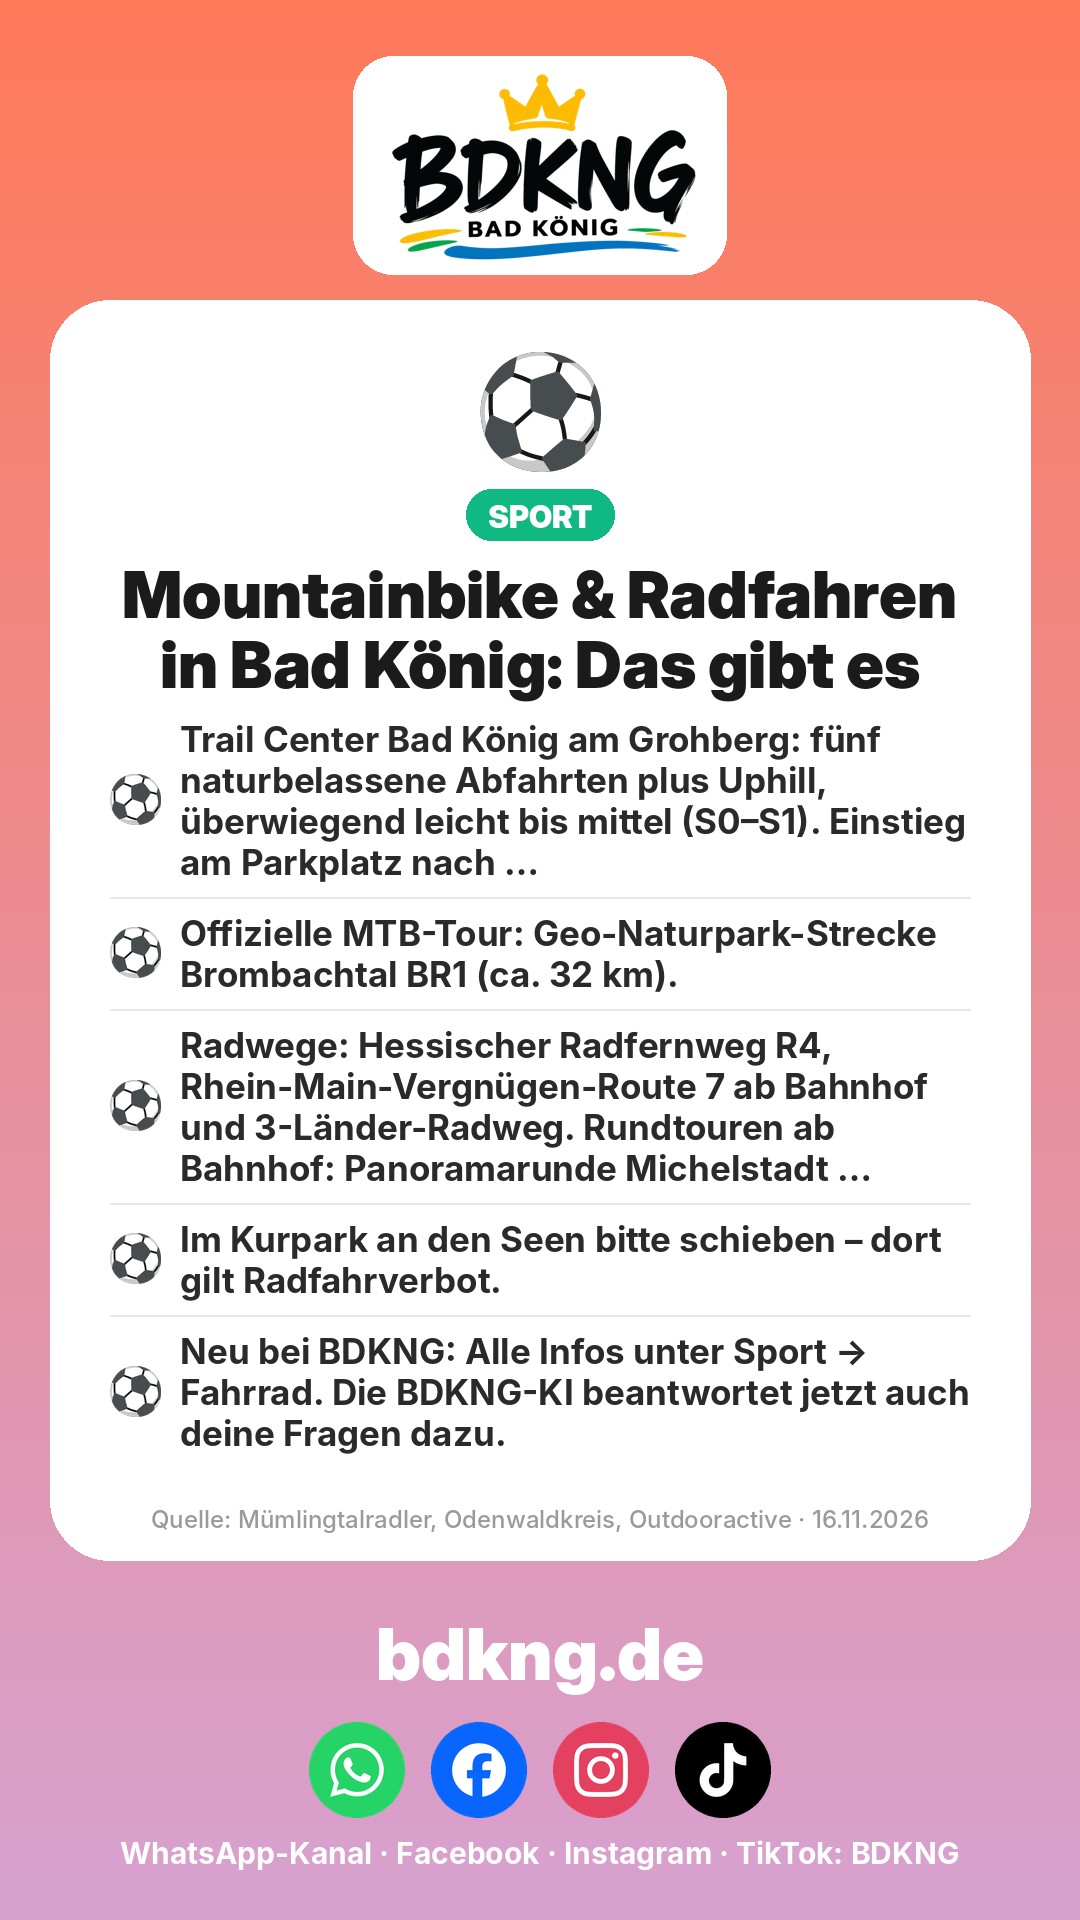 BDKNG
BAD KÖNIG
SPORT
Mountainbike & Radfahren
in Bad König: Das gibt es
Trail Center Bad König am Grohberg: fünf
naturbelassene Abfahrten plus Uphill,
überwiegend leicht bis mittel (S0–S1). Einstieg
am Parkplatz nach …
Offizielle MTB-Tour: Geo-Naturpark-Strecke
Brombachtal BR1 (ca. 32 km).
Radwege: Hessischer Radfernweg R4,
Rhein-Main-Vergnügen-Route 7 ab Bahnhof
und 3-Länder-Radweg. Rundtouren ab
Bahnhof: Panoramarunde Michelstadt …
Im Kurpark an den Seen bitte schieben – dort
gilt Radfahrverbot.
Neu bei BDKNG: Alle Infos unter Sport →
Fahrrad. Die BDKNG-KI beantwortet jetzt auch
deine Fragen dazu.
Quelle: Mümlingtalradler, Odenwaldkreis, Outdooractive · 16.11.2026
bdkng.de
WhatsApp-Kanal · Facebook · Instagram · TikTok: BDKNG